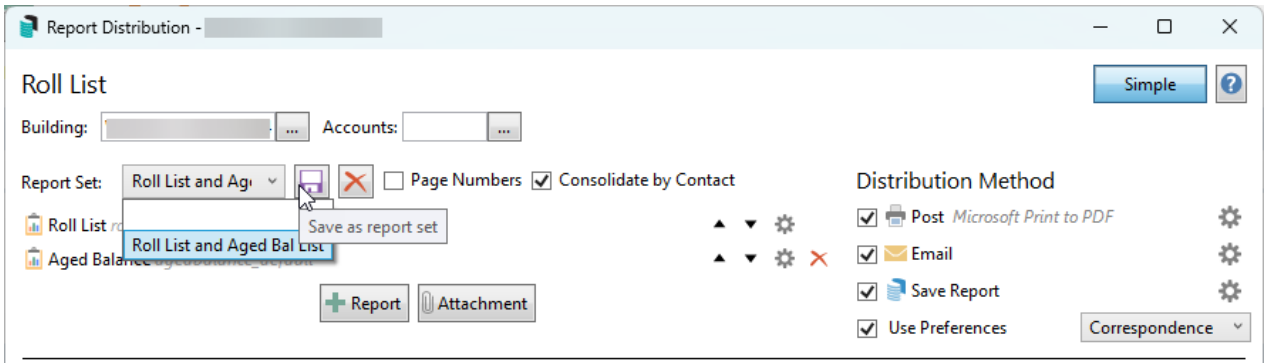 Report Distribution -
Roll List
Simple
Building: ... Accounts: ...
Report Set: Roll List and Ag Page Numbers Consolidate by Contact
Distribution Method
Roll List
Save as report set
Post Microsoft Print to PDF
Roll List and Aged Bal List
Email
Aged Balance
Save Report
Report Attachment
Use Preferences Correspondence